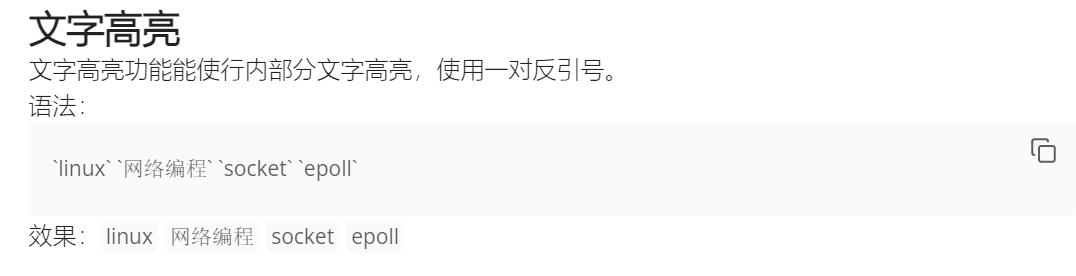 文字高亮
文字高亮功能能使行内部分文字高亮，使用一对反引号。
语法：
`linux` `网络编程` `socket` `epoll`
效果： linux 网络编程 socket epoll